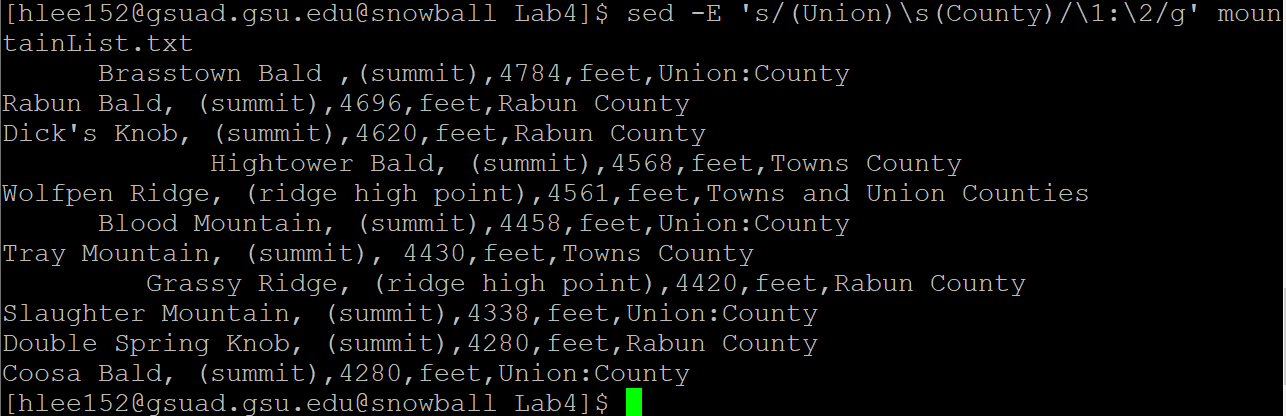 [hlee152@gsuad.gsu.edu@snowball Lab4]$ sed -E 's/(Union)\s(County)/\1:\2/g' moun
tainList.txt
      Brasstown Bald ,(summit),4784,feet,Union:County
Rabun Bald, (summit),4696,feet,Rabun County
Dick's Knob, (summit),4620,feet,Rabun County
             Hightower Bald, (summit),4568,feet,Towns County
Wolfpen Ridge, (ridge high point),4561,feet,Towns and Union Counties
      Blood Mountain, (summit),4458,feet,Union:County
Tray Mountain, (summit), 4430,feet,Towns County
         Grassy Ridge, (ridge high point),4420,feet,Rabun County
Slaughter Mountain, (summit),4338,feet,Union:County
Double Spring Knob, (summit),4280,feet,Rabun County
Coosa Bald, (summit),4280,feet,Union:County
[hlee152@gsuad.gsu.edu@snowball Lab4]$